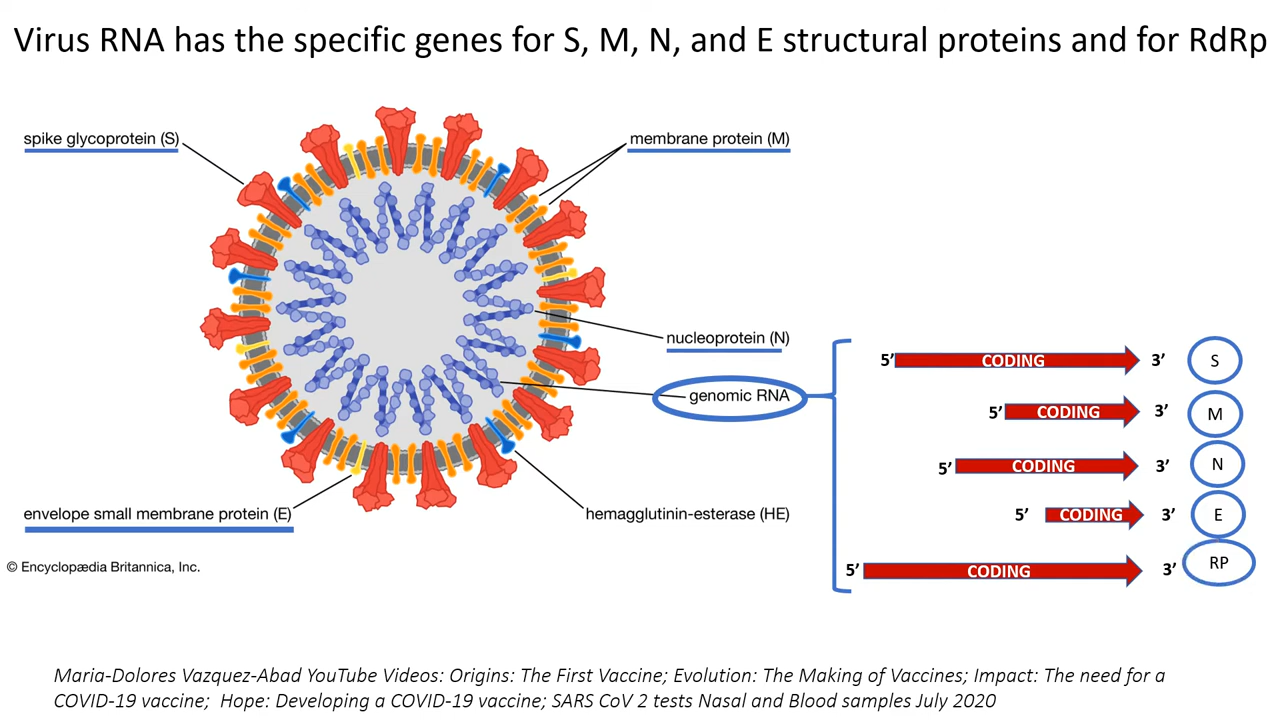 Virus RNA has the specific genes for S, M, N, and E structural proteins and for RdRp
spike glycoprotein (S)
membrane protein (M)
nucleoprotein (N)
genomic RNA
envelope small membrane protein (E)
hemagglutinin-esterase (HE)
5’ CODING 3’ S
5’ CODING 3’ M
5’ CODING 3’ N
5’ CODING 3’ E
5’ CODING 3’ RP
© Encyclopædia Britannica, Inc.
Maria-Dolores Vazquez-Abad YouTube Videos: Origins: The First Vaccine; Evolution: The Making of Vaccines; Impact: The need for a
COVID-19 vaccine; Hope: Developing a COVID-19 vaccine; SARS CoV 2 tests Nasal and Blood samples July 2020